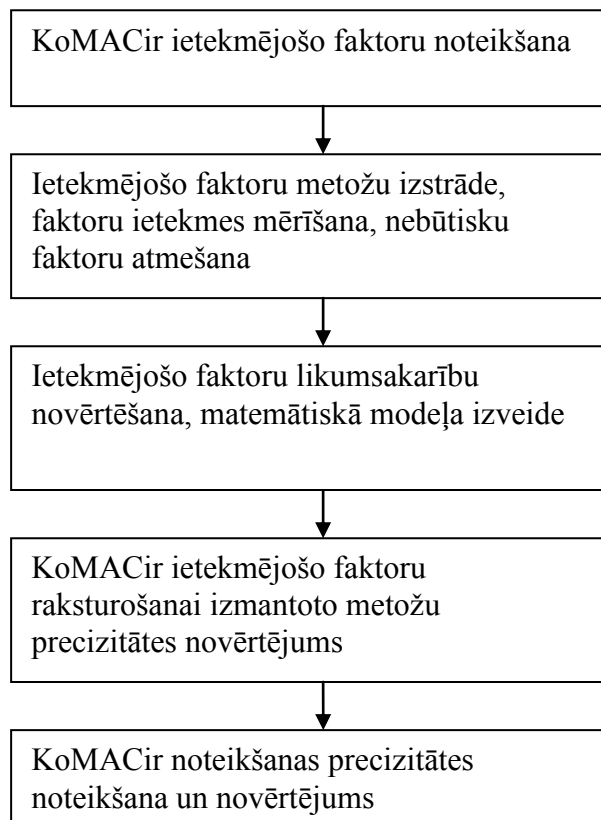 KoMACir ietekmējošo faktoru noteikšana
Ietekmējošo faktoru metožu izstrāde,
faktoru ietekmes mērīšana, nebūtisku
faktoru atmešana
Ietekmējošo faktoru likumsakarību
novērtēšana, matemātiskā modeļa izveide
KoMACir ietekmējošo faktoru
raksturošanai izmantoto metožu
precizitātes novērtējums
KoMACir noteikšanas precizitātes
noteikšana un novērtējums